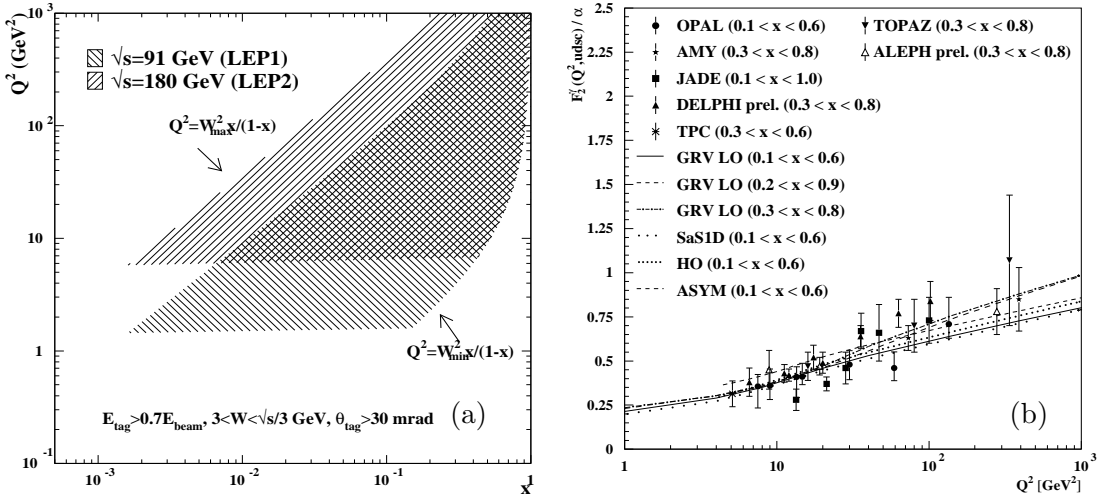 Q² (GeV²)
10³
10²
10
1
10⁻¹
√s=91 GeV (LEP1)
√s=180 GeV (LEP2)
Q²=W²maxx/(1-x)
Q²=W²minx/(1-x)
Etag>0.7Ebeam, 3<W<√s/3 GeV, θtag>30 mrad
(a)
10⁻³
10⁻²
10⁻¹
1
x
F₂^γ(Q²,udsc) / α
2.5
2.25
2
1.75
1.5
1.25
1
0.75
0.5
0.25
0
OPAL (0.1 < x < 0.6)
TOPAZ (0.3 < x < 0.8)
AMY (0.3 < x < 0.8)
ALEPH prel. (0.3 < x < 0.8)
JADE (0.1 < x < 1.0)
DELPHI prel. (0.3 < x < 0.8)
TPC (0.3 < x < 0.6)
GRV LO (0.1 < x < 0.6)
GRV LO (0.2 < x < 0.9)
GRV LO (0.3 < x < 0.8)
SaS1D (0.1 < x < 0.6)
HO (0.1 < x < 0.6)
ASYM (0.1 < x < 0.6)
(b)
1
10
10²
10³
Q² [GeV²]